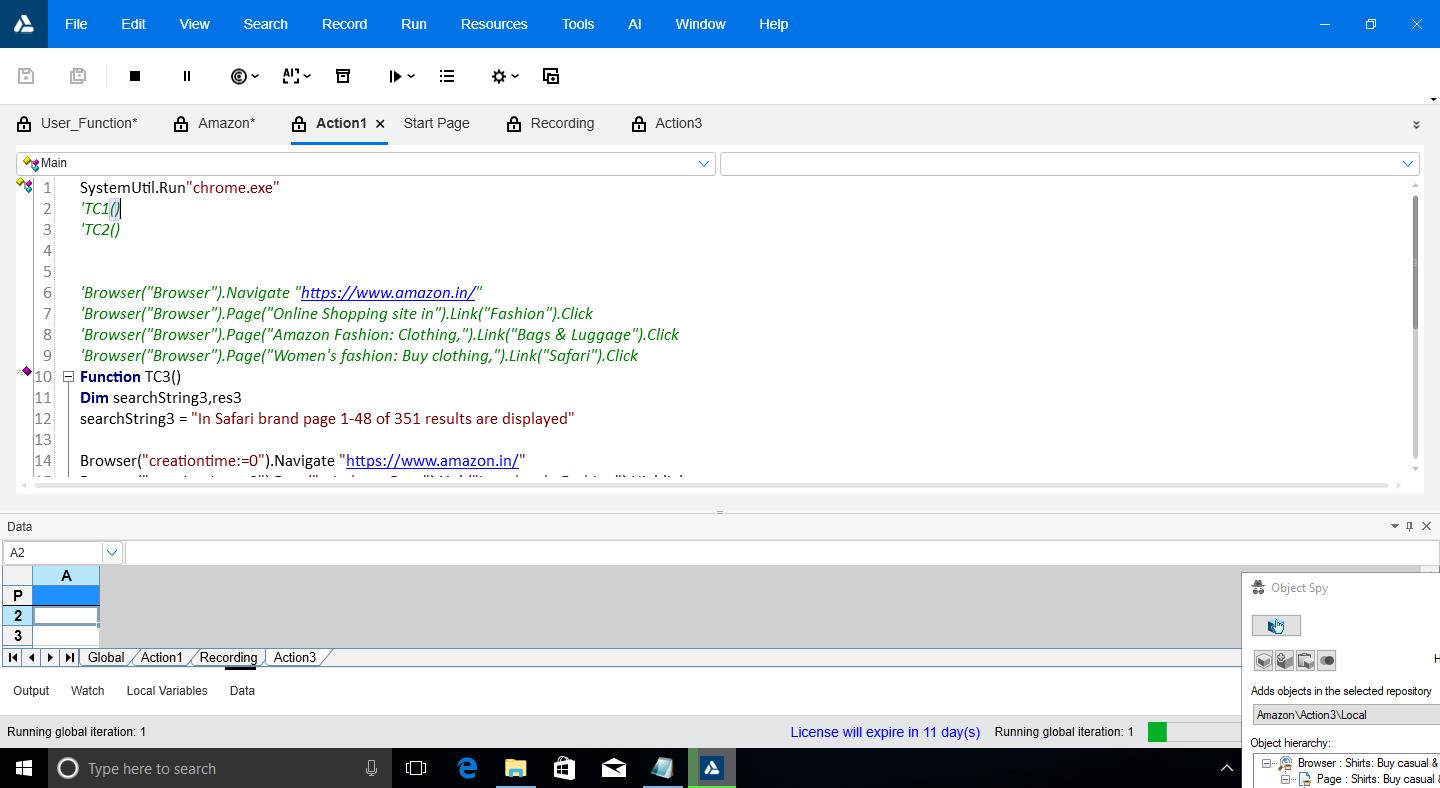 File Edit View Search Record Run Resources Tools AI Window Help
User_Function* Amazon* Action1 Start Page Recording Action3
Main
1 SystemUtil.Run"chrome.exe"
2 'TC1()
3 'TC2()
4
5
6 'Browser("Browser").Navigate "https://www.amazon.in/"
7 'Browser("Browser").Page("Online Shopping site in").Link("Fashion").Click
8 'Browser("Browser").Page("Amazon Fashion: Clothing,").Link("Bags & Luggage").Click
9 'Browser("Browser").Page("Women's fashion: Buy clothing,").Link("Safari").Click
10 Function TC3()
11 Dim searchString3,res3
12 searchString3 = "In Safari brand page 1-48 of 351 results are displayed"
13
14 Browser("creationtime:=0").Navigate "https://www.amazon.in/"
Data
A2
A
P
2
3
Global Action1 Recording Action3
Output Watch Local Variables Data
Running global iteration: 1
License will expire in 11 day(s) Running global iteration: 1
Object Spy
H
Adds objects in the selected repository
Amazon\Action3\Local
Object hierarchy:
Browser : Shirts: Buy casual &
Page : Shirts: Buy casual
Type here to search